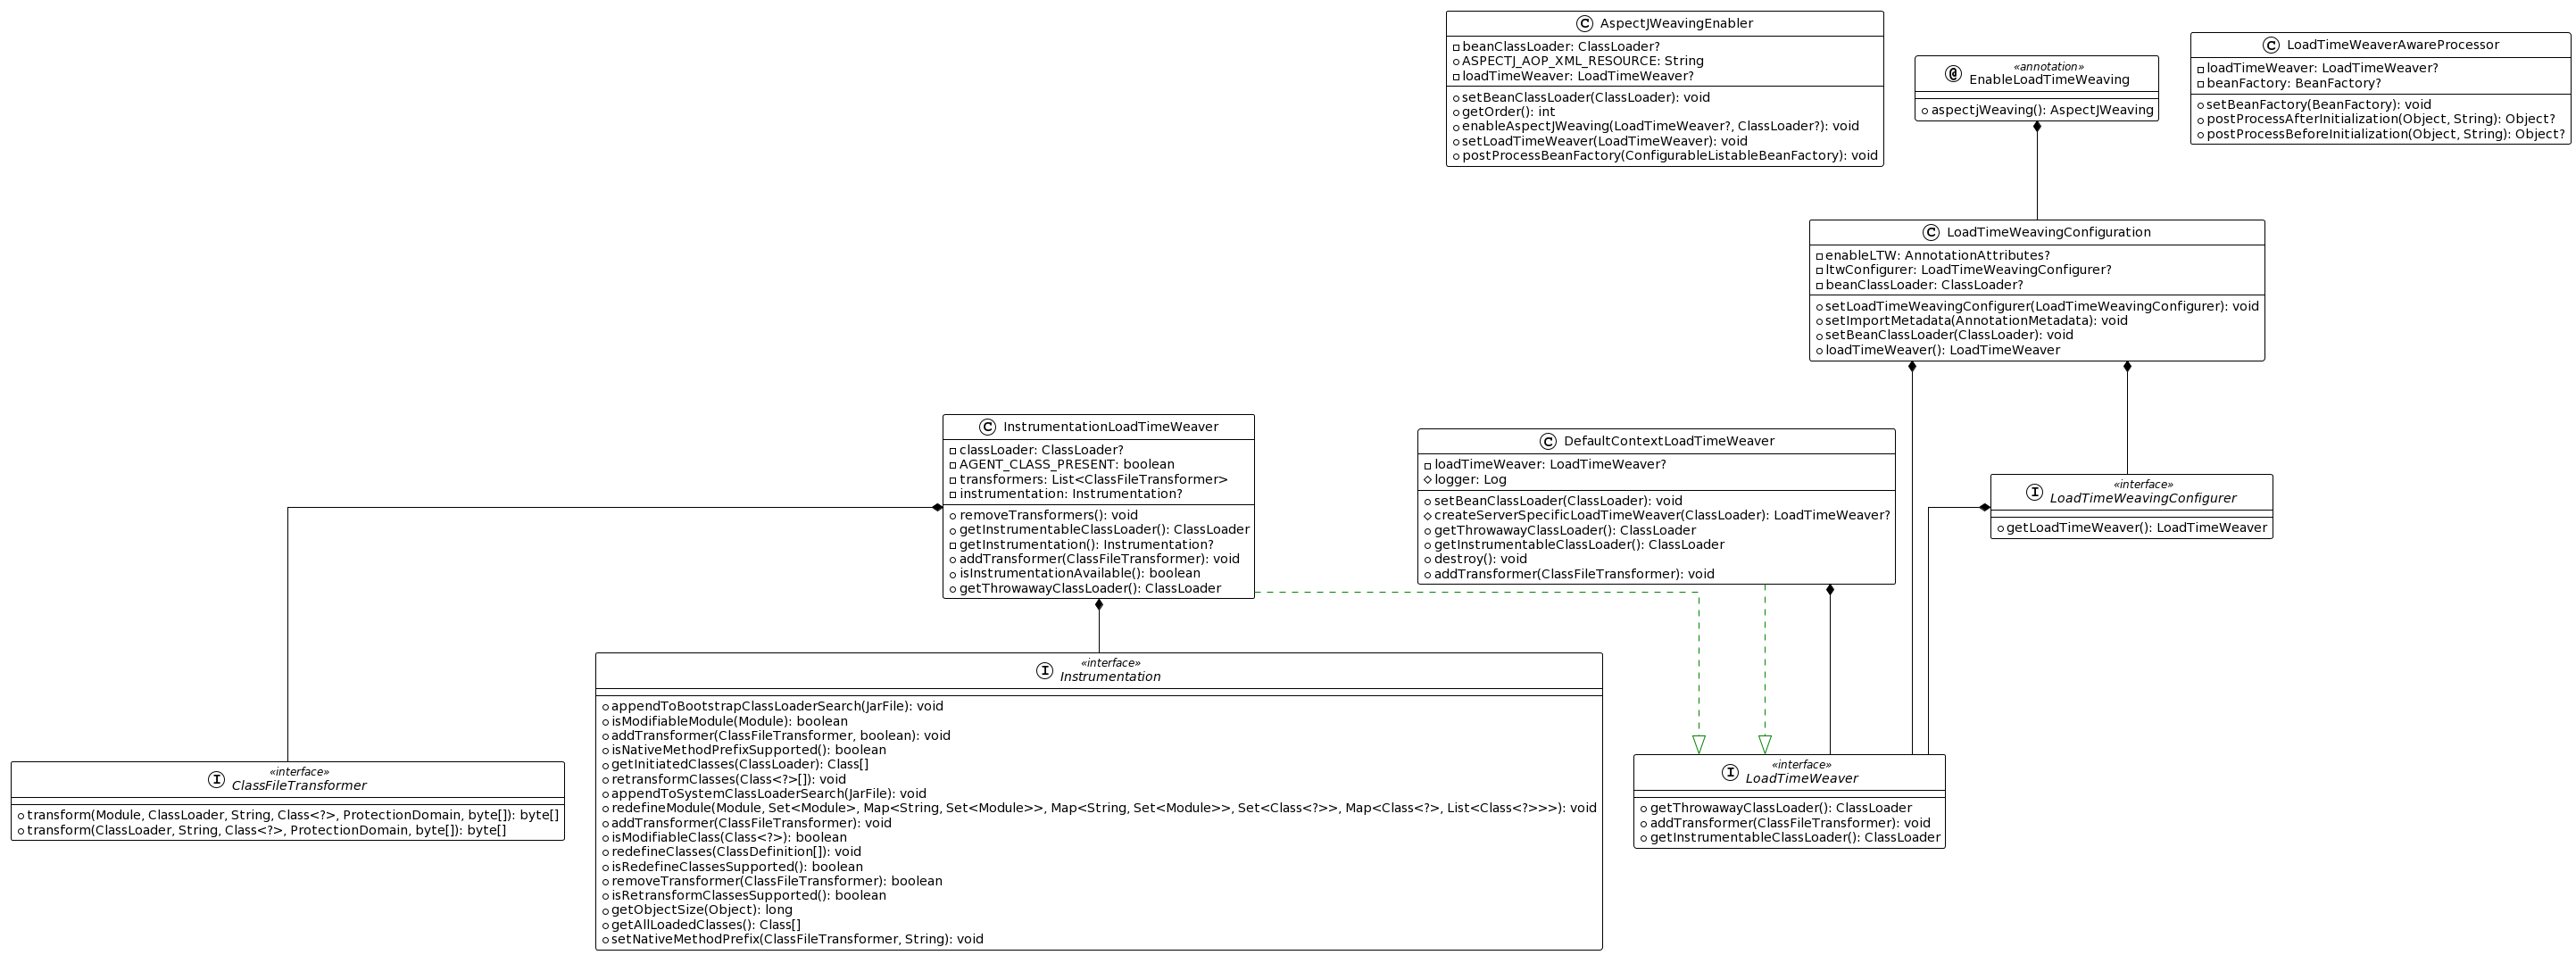 C AspectJWeavingEnabler
beanClassLoader: ClassLoader?
ASPECTJ_AOP_XML_RESOURCE: String
loadTimeWeaver: LoadTimeWeaver?
setBeanClassLoader(ClassLoader): void
getOrder(): int
enableAspectJWeaving(LoadTimeWeaver?, ClassLoader?): void
setLoadTimeWeaver(LoadTimeWeaver): void
postProcessBeanFactory(ConfigurableListableBeanFactory): void
«annotation»
@ EnableLoadTimeWeaving
aspectjWeaving(): AspectJWeaving
C LoadTimeWeaverAwareProcessor
loadTimeWeaver: LoadTimeWeaver?
beanFactory: BeanFactory?
setBeanFactory(BeanFactory): void
postProcessAfterInitialization(Object, String): Object?
postProcessBeforeInitialization(Object, String): Object?
C LoadTimeWeavingConfiguration
enableLTW: AnnotationAttributes?
ltwConfigurer: LoadTimeWeavingConfigurer?
beanClassLoader: ClassLoader?
setLoadTimeWeavingConfigurer(LoadTimeWeavingConfigurer): void
setImportMetadata(AnnotationMetadata): void
setBeanClassLoader(ClassLoader): void
loadTimeWeaver(): LoadTimeWeaver
C InstrumentationLoadTimeWeaver
classLoader: ClassLoader?
AGENT_CLASS_PRESENT: boolean
transformers: List<ClassFileTransformer>
instrumentation: Instrumentation?
removeTransformers(): void
getInstrumentableClassLoader(): ClassLoader
getInstrumentation(): Instrumentation?
addTransformer(ClassFileTransformer): void
isInstrumentationAvailable(): boolean
getThrowawayClassLoader(): ClassLoader
C DefaultContextLoadTimeWeaver
loadTimeWeaver: LoadTimeWeaver?
logger: Log
setBeanClassLoader(ClassLoader): void
createServerSpecificLoadTimeWeaver(ClassLoader): LoadTimeWeaver?
getThrowawayClassLoader(): ClassLoader
getInstrumentableClassLoader(): ClassLoader
destroy(): void
addTransformer(ClassFileTransformer): void
«interface»
I LoadTimeWeavingConfigurer
getLoadTimeWeaver(): LoadTimeWeaver
«interface»
I Instrumentation
appendToBootstrapClassLoaderSearch(JarFile): void
isModifiableModule(Module): boolean
addTransformer(ClassFileTransformer, boolean): void
isNativeMethodPrefixSupported(): boolean
getInitiatedClasses(ClassLoader): Class[]
retransformClasses(Class<?>[]): void
appendToSystemClassLoaderSearch(JarFile): void
redefineModule(Module, Set<Module>, Map<String, Set<Module>>, Map<String, Set<Module>>, Set<Class<?>>, Map<Class<?>, List<Class<?>>>): void
addTransformer(ClassFileTransformer): void
isModifiableClass(Class<?>): boolean
redefineClasses(ClassDefinition[]): void
isRedefineClassesSupported(): boolean
removeTransformer(ClassFileTransformer): boolean
isRetransformClassesSupported(): boolean
getObjectSize(Object): long
getAllLoadedClasses(): Class[]
setNativeMethodPrefix(ClassFileTransformer, String): void
«interface»
I ClassFileTransformer
transform(Module, ClassLoader, String, Class<?>, ProtectionDomain, byte[]): byte[]
transform(ClassLoader, String, Class<?>, ProtectionDomain, byte[]): byte[]
«interface»
I LoadTimeWeaver
getThrowawayClassLoader(): ClassLoader
addTransformer(ClassFileTransformer): void
getInstrumentableClassLoader(): ClassLoader